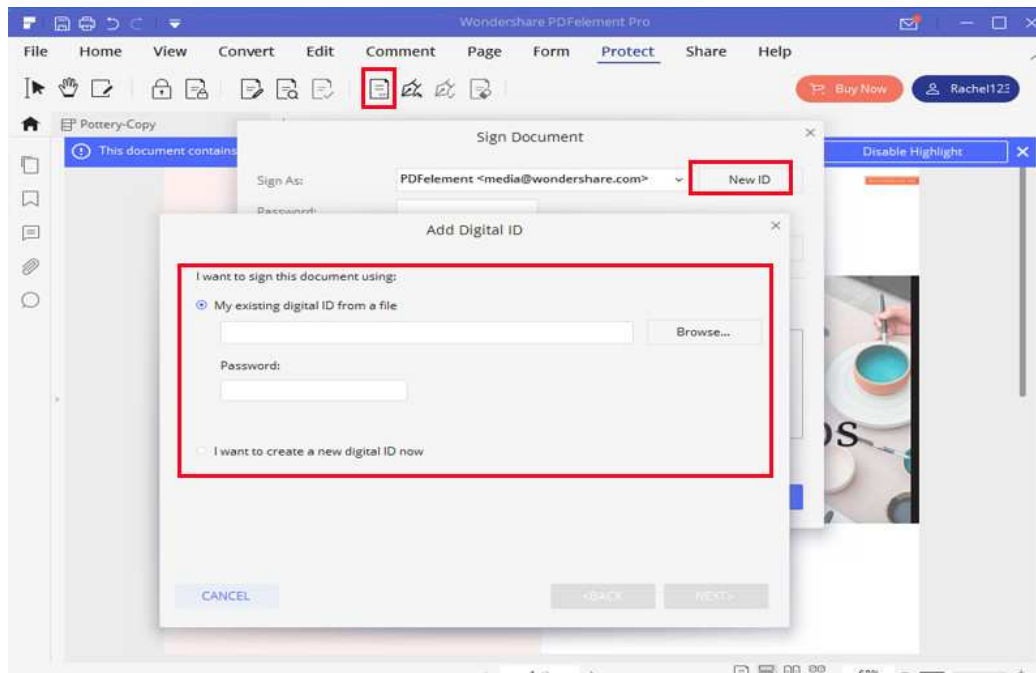 Wondershare PDFelement Pro
File Home View Convert Edit Comment Page Form Protect Share Help
Buy Now Rachel123
Pottery-Copy
This document contains
Disable Highlight
Sign Document
Sign As: PDFelement <media@wondershare.com> New ID
Password:
Add Digital ID
I want to sign this document using:
My existing digital ID from a file
Browse...
Password:
I want to create a new digital ID now
CANCEL <BACK NEXT>